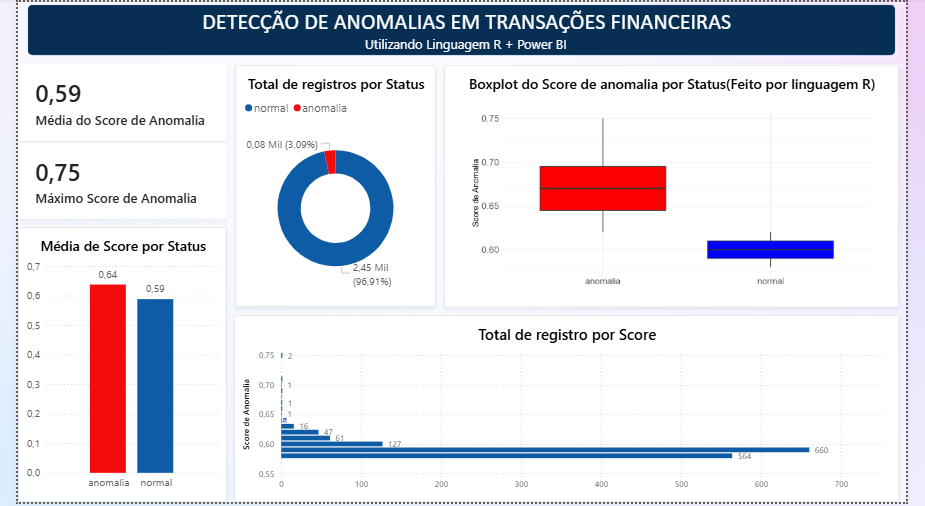 DETECÇÃO DE ANOMALIAS EM TRANSAÇÕES FINANCEIRAS
Utilizando Linguagem R + Power BI
0,59
Média do Score de Anomalia
0,75
Máximo Score de Anomalia
Média de Score por Status
0,7
0,6
0,5
0,4
0,3
0,2
0,1
0,0
0,64
0,59
anomalia
normal
Total de registros por Status
normal
anomalia
0,08 Mil (3,09%)
2,45 Mil
(96,91%)
Boxplot do Score de anomalia por Status(Feito por linguagem R)
Score de Anomalia
0.75
0.70
0.65
0.60
anomalia
normal
Total de registro por Score
Score de Anomalia
0,75
0,70
0,65
0,60
0,55
2
1
1
1
16
47
61
127
660
564
0
100
200
300
400
500
600
700